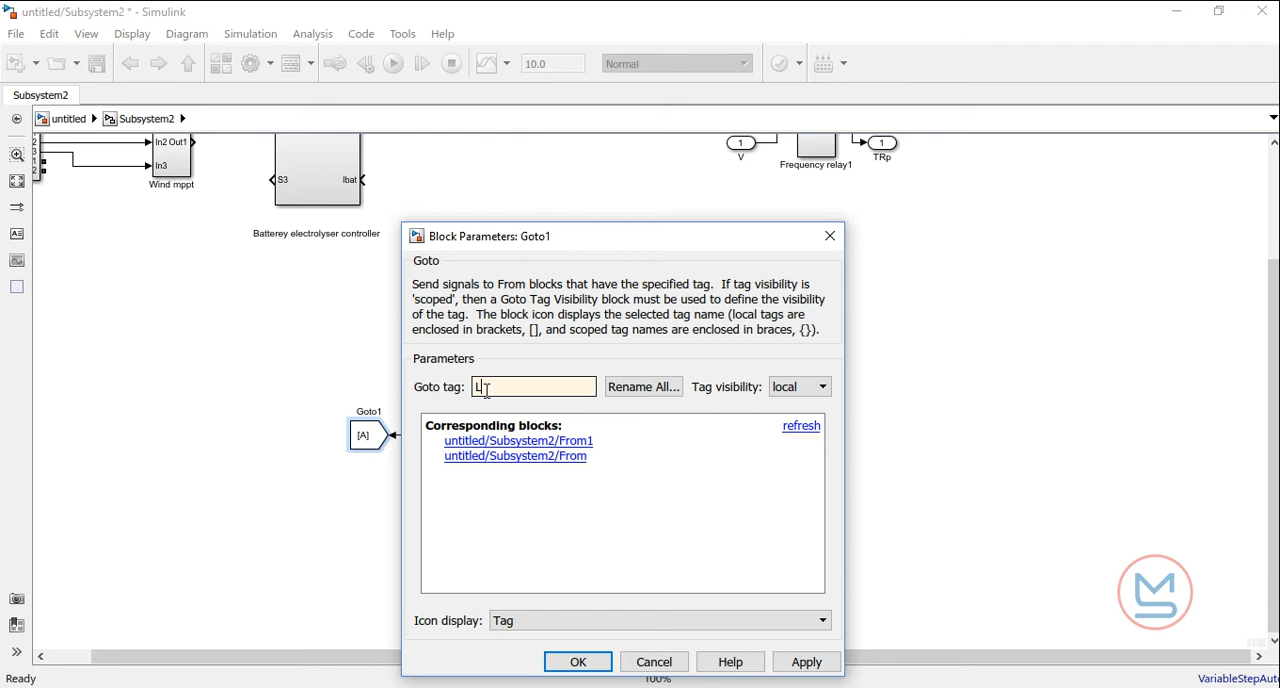 untitled/Subsystem2 * - Simulink
File Edit View Display Diagram Simulation Analysis Code Tools Help
10.0 Normal
Subsystem2
untitled Subsystem2
In2 Out1
In3
Wind mppt
S3 Ibat
Batterey electrolyser controller
1
V
Frequency relay1
1
TRp
Block Parameters: Goto1
Goto
Send signals to From blocks that have the specified tag. If tag visibility is
'scoped', then a Goto Tag Visibility block must be used to define the visibility
of the tag. The block icon displays the selected tag name (local tags are
enclosed in brackets, [], and scoped tag names are enclosed in braces, {}).
Parameters
Goto tag: L Rename All... Tag visibility: local
Goto1
[A]
Corresponding blocks: refresh
untitled/Subsystem2/From1
untitled/Subsystem2/From
Icon display: Tag
OK Cancel Help Apply
Ready 100% VariableStepAut